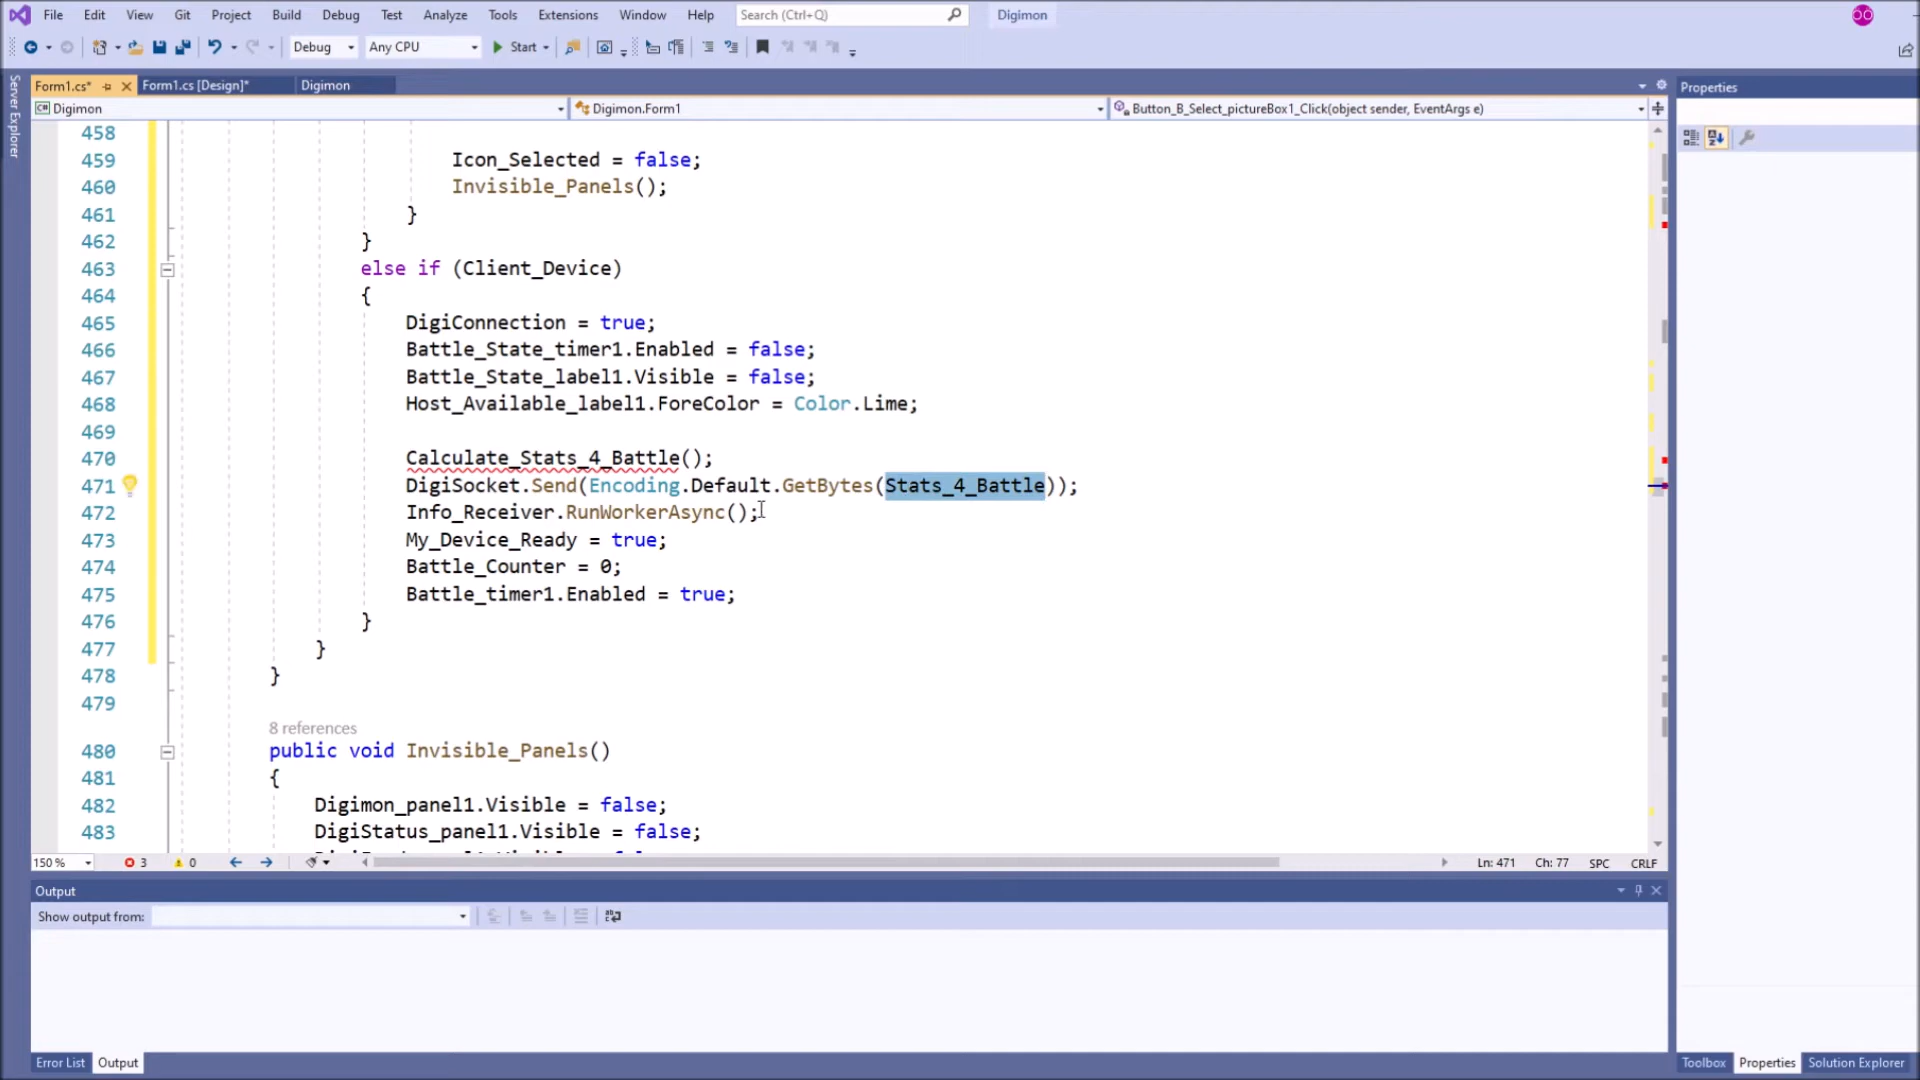 File Edit View Git Project Build Debug Test Analyze Tools Extensions Window Help Search (Ctrl+Q) Digimon
Debug Any CPU Start
Server Explorer
Form1.cs* Form1.cs [Design]* Digimon
Properties
Digimon Digimon.Form1 Button_B_Select_pictureBox1_Click(object sender, EventArgs e)
458
459 Icon_Selected = false;
460 Invisible_Panels();
461 }
462 }
463 else if (Client_Device)
464 {
465 DigiConnection = true;
466 Battle_State_timer1.Enabled = false;
467 Battle_State_label1.Visible = false;
468 Host_Available_label1.ForeColor = Color.Lime;
469
470 Calculate_Stats_4_Battle();
471 DigiSocket.Send(Encoding.Default.GetBytes(Stats_4_Battle));
472 Info_Receiver.RunWorkerAsync();
473 My_Device_Ready = true;
474 Battle_Counter = 0;
475 Battle_timer1.Enabled = true;
476 }
477 }
478 }
479
8 references
480 public void Invisible_Panels()
481 {
482 Digimon_panel1.Visible = false;
483 DigiStatus_panel1.Visible = false;
150 % 3 0 Ln: 471 Ch: 77 SPC CRLF
Output
Show output from:
Error List Output
Toolbox Properties Solution Explorer